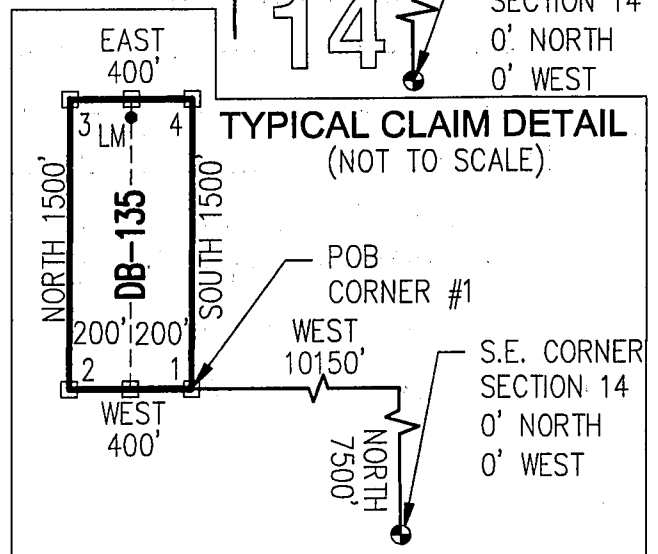 14
SECTION 14
0' NORTH
0' WEST
EAST
400'
TYPICAL CLAIM DETAIL
(NOT TO SCALE)
3
LM
4
NORTH 1500'
DB-135
SOUTH 1500'
200'
200'
2
1
WEST
400'
POB
CORNER #1
WEST
10150'
NORTH
7500'
S.E. CORNER
SECTION 14
0' NORTH
0' WEST